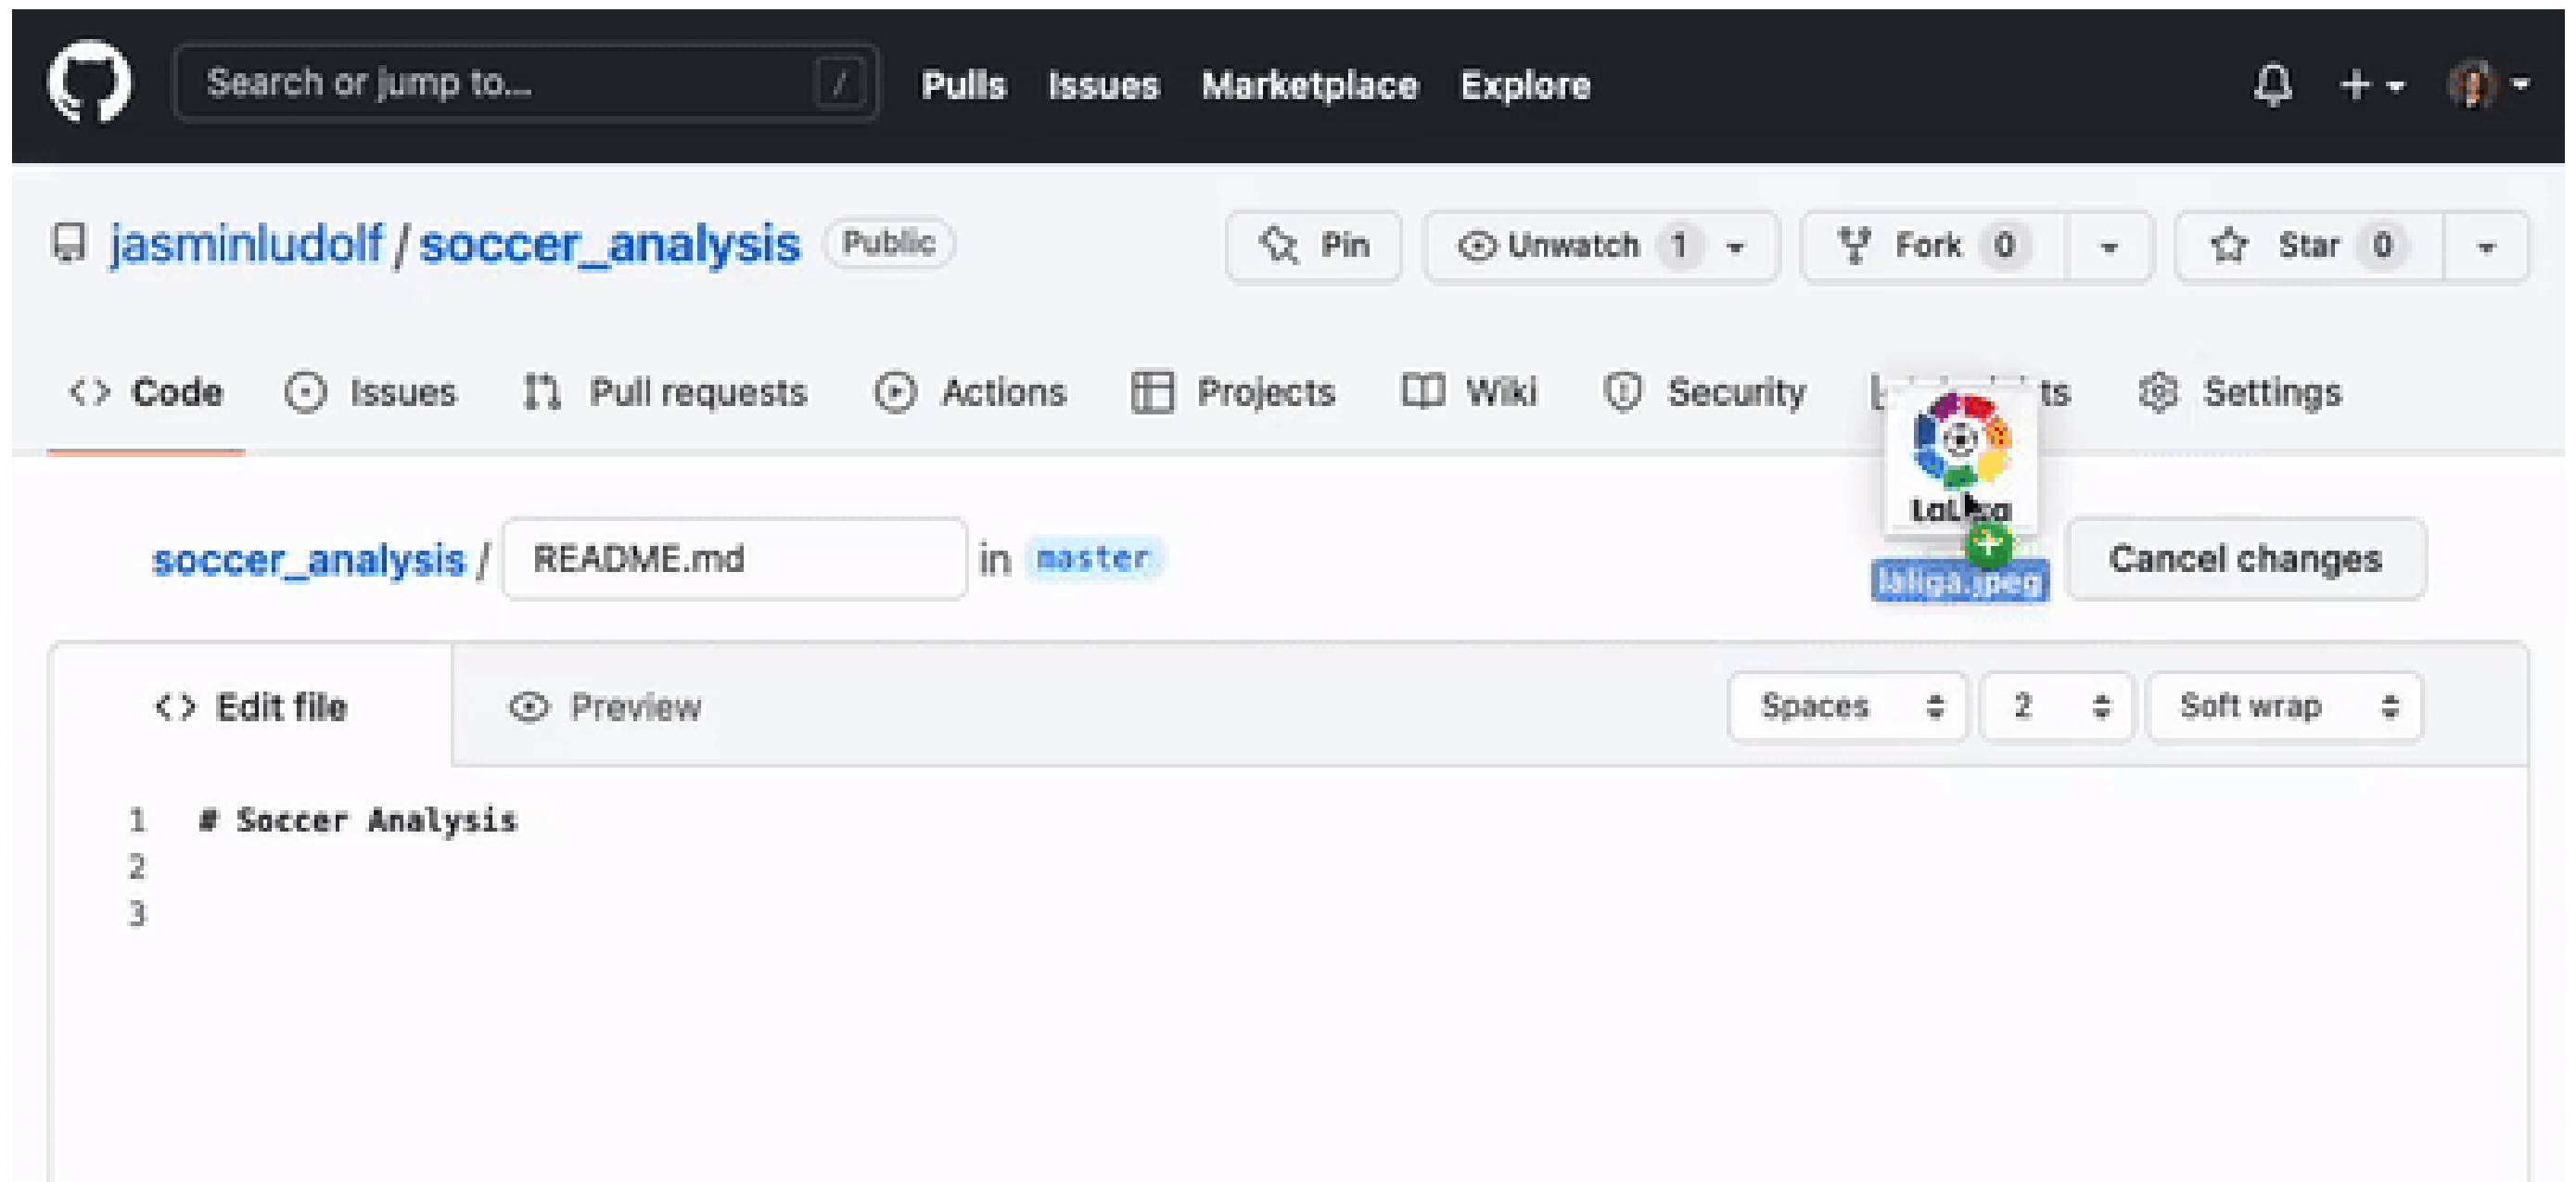 Search or jump to... / Pulls Issues Marketplace Explore
jasminludolf / soccer_analysis Public Pin Unwatch 1 Fork 0 Star 0
Code Issues Pull requests Actions Projects Wiki Security ts Settings
soccer_analysis / README.md in master Cancel changes
laliga.jpeg
Edit file Preview Spaces 2 Soft wrap
1 # Soccer Analysis
2
3